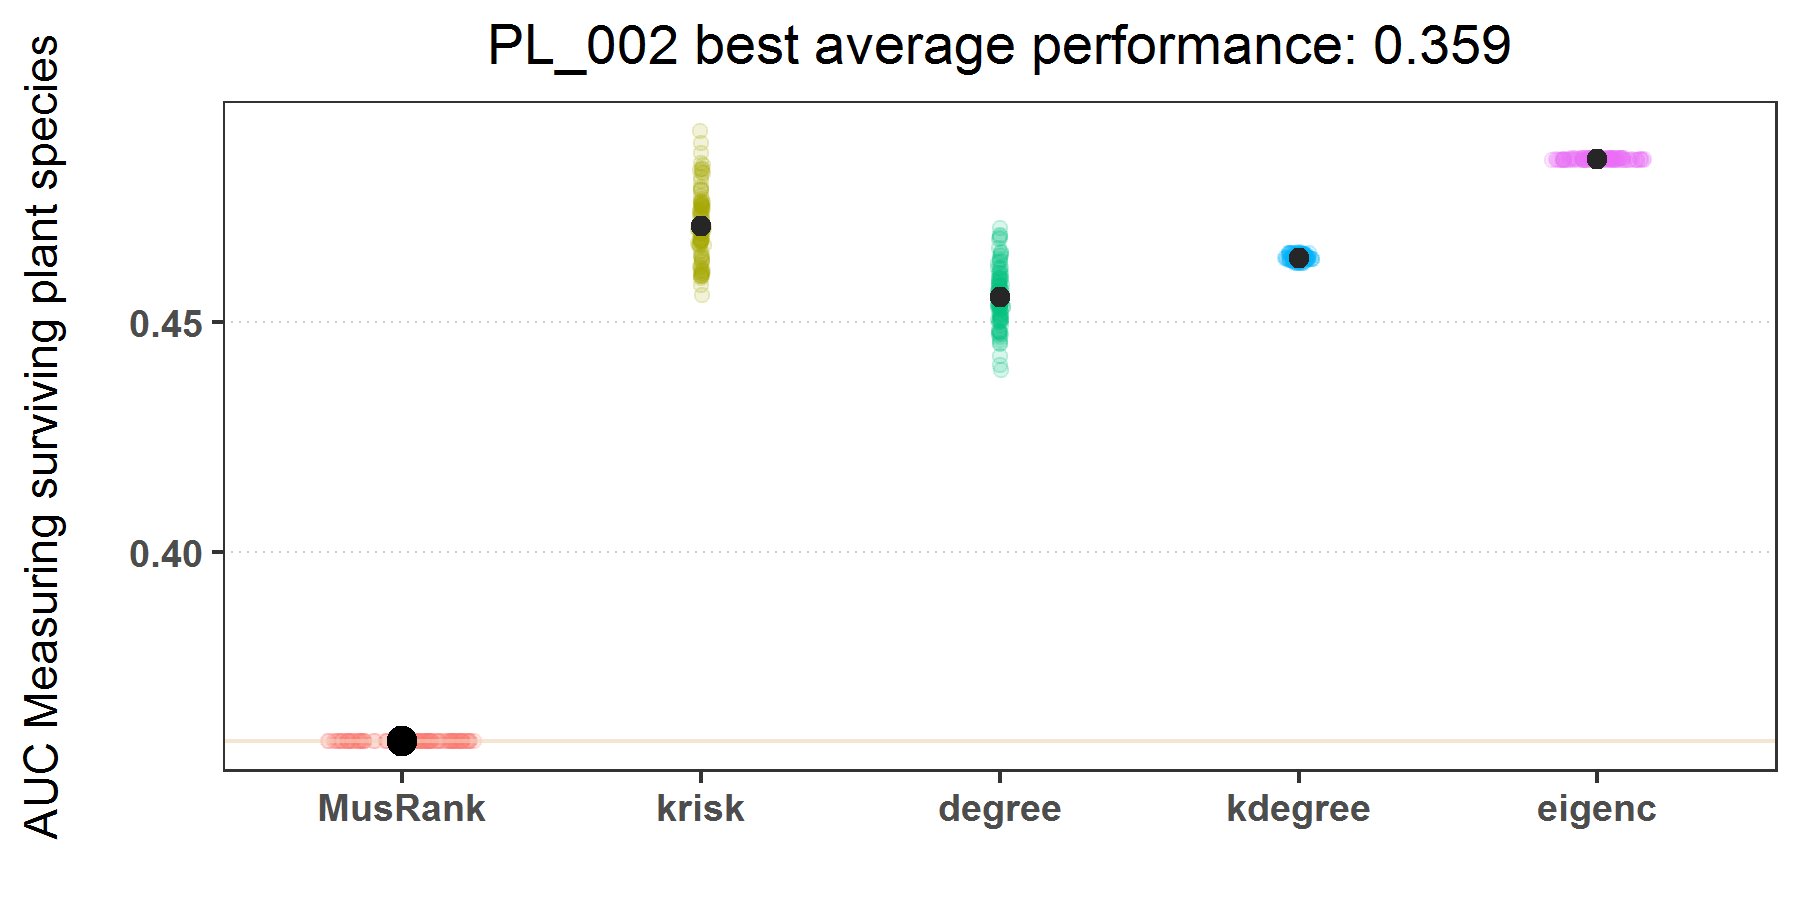 PL_002 best average performance: 0.359
AUC Measuring surviving plant species
0.45
0.40
MusRank krisk degree kdegree eigenc